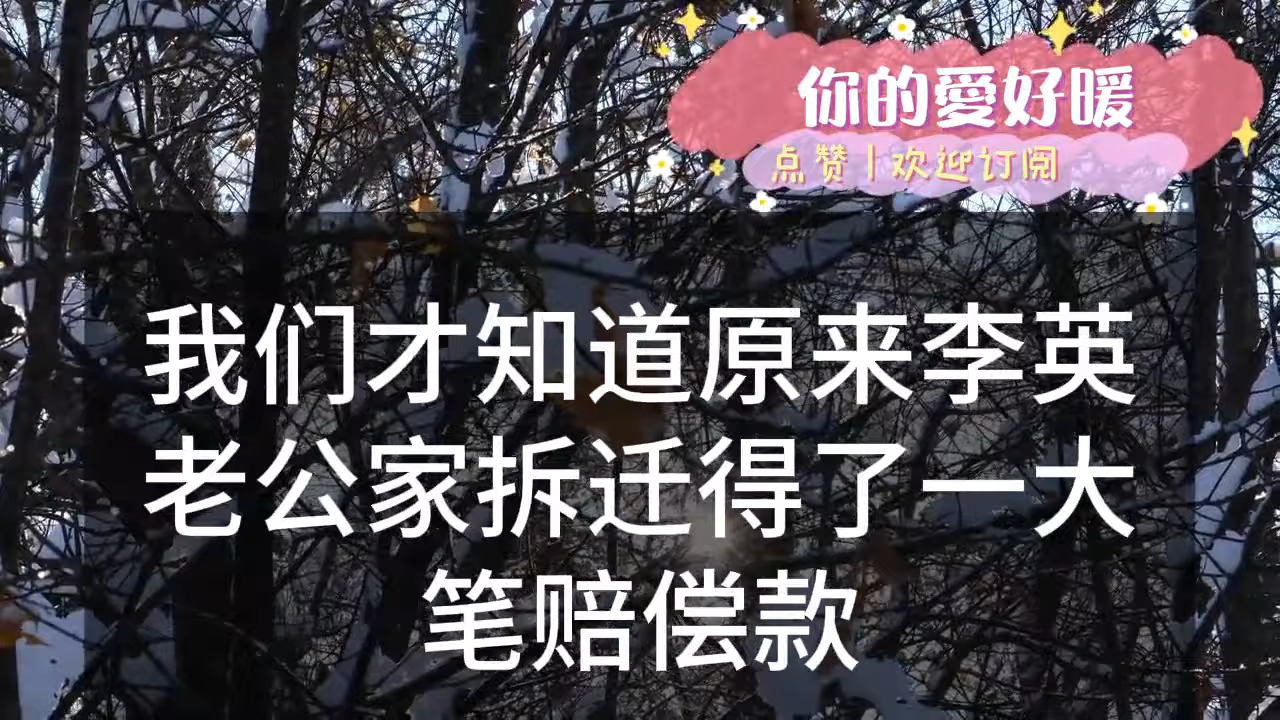 你的愛好暖
点赞 | 欢迎订阅
我们才知道原来李英
老公家拆迁得了一大
笔赔偿款